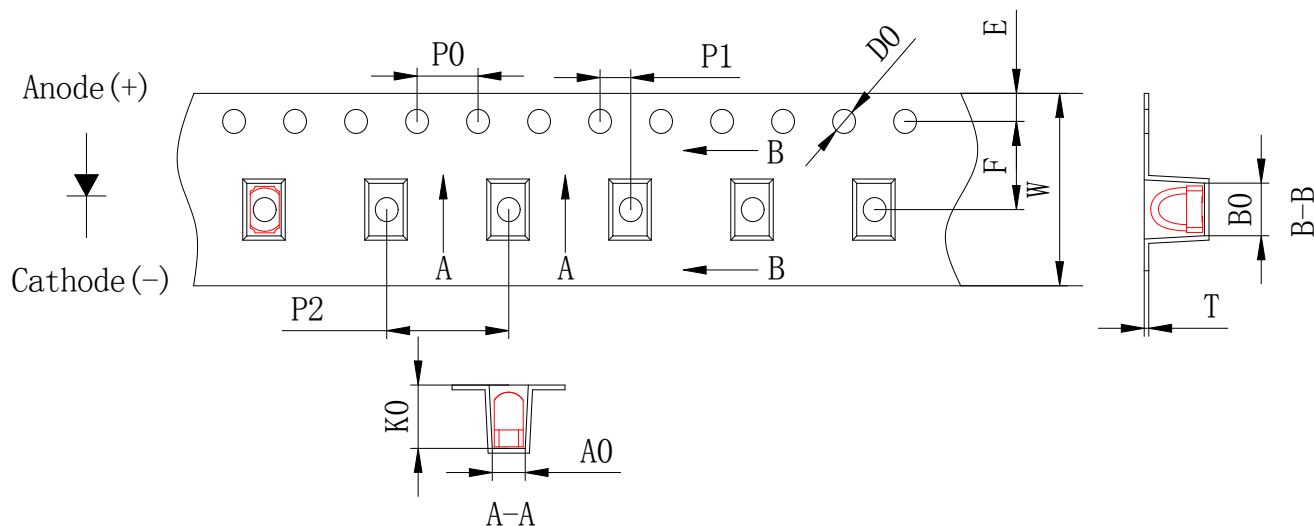 P0
P1
D0
E
Anode(+)
B
F
W
A
A
B
Cathode(-)
P2
B0
B-B
T
K0
A0
A-A